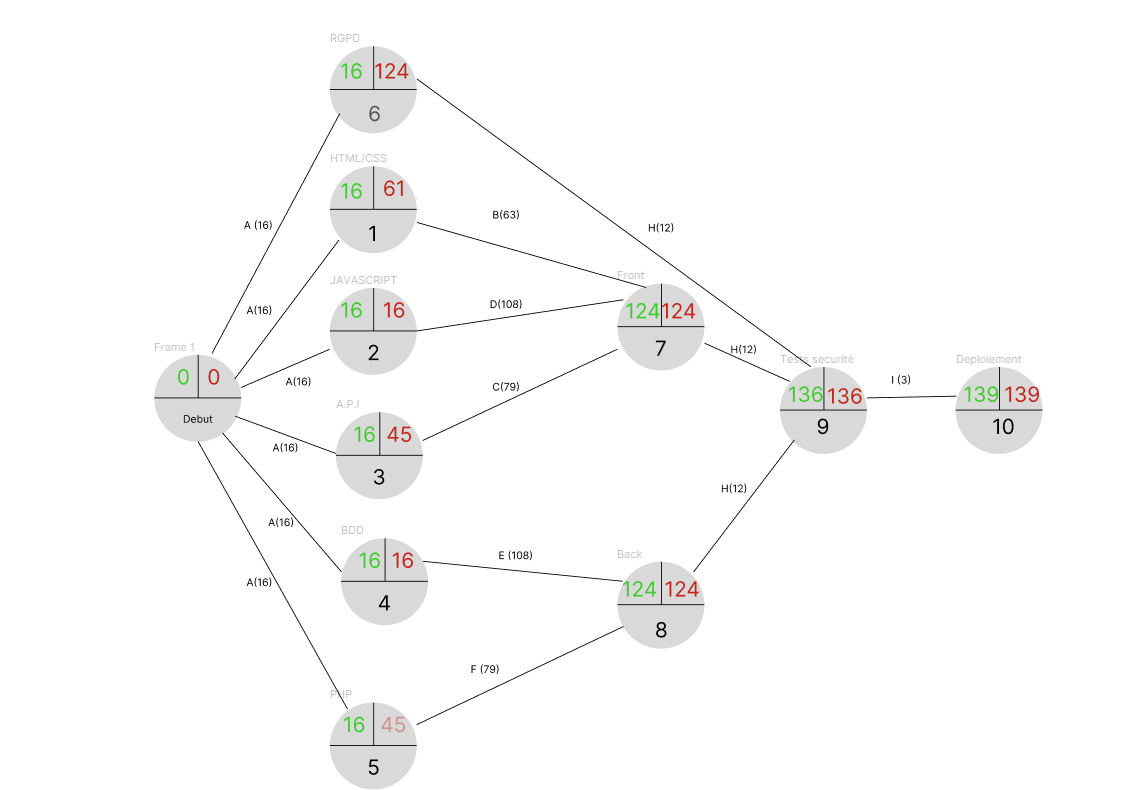 RGPD
16 124
6
HTML/CSS
16 61
1
A (16)
B(63)
H(12)
JAVASCRIPT
16 16
2
A(16)
D(108)
Front
124 124
7
Frame 1
0 0
Debut
A(16)
C(79)
H(12)
Tests securité
136 136
9
I (3)
Deploiement
139 139
10
A.P.I
16 45
3
A(16)
H(12)
BDD
16 16
4
A(16)
E (108)
Back
124 124
8
A(16)
F (79)
PHP
16 45
5